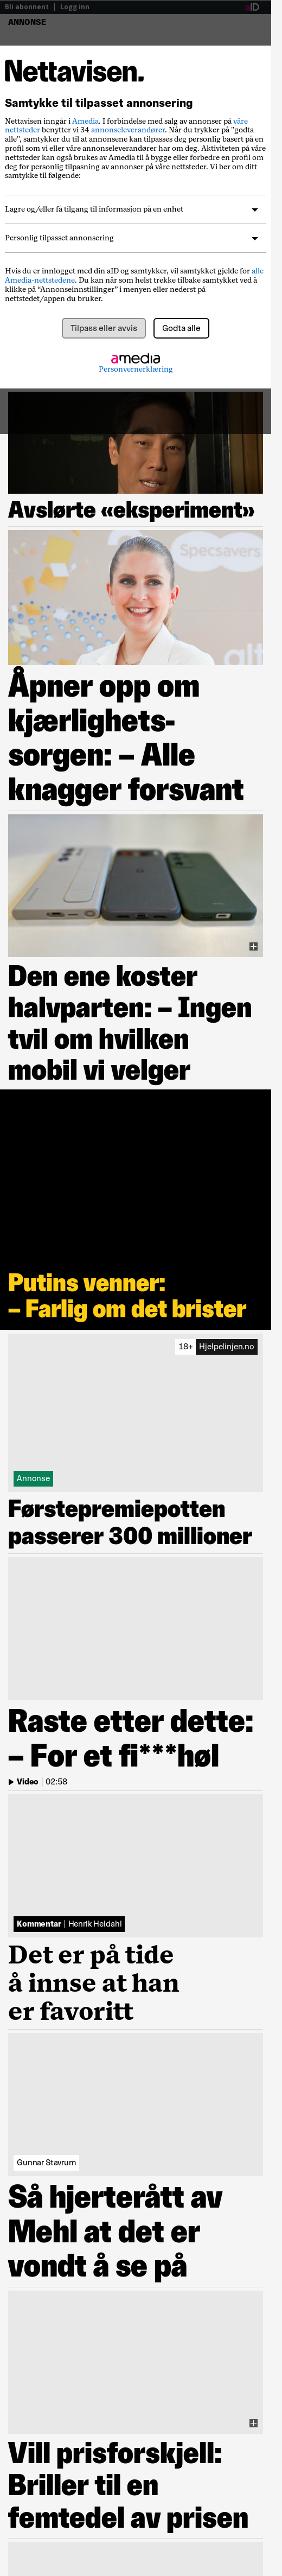 Bli abonnent | Logg inn
aID
ANNONSE
Nettavisen.
Samtykke til tilpasset annonsering
Nettavisen inngår i Amedia. I forbindelse med salg av annonser på våre
nettsteder benytter vi 34 annonseleverandører. Når du trykker på "godta
alle", samtykker du til at annonsene kan tilpasses deg personlig basert på en
profil som vi eller våre annonseleverandører har om deg. Aktiviteten på våre
nettsteder kan også brukes av Amedia til å bygge eller forbedre en profil om
deg for personlig tilpasning av annonser på våre nettsteder. Vi ber om ditt
samtykke til følgende:
Lagre og/eller få tilgang til informasjon på en enhet
Personlig tilpasset annonsering
Hvis du er innlogget med din aID og samtykker, vil samtykket gjelde for alle
Amedia-nettstedene. Du kan når som helst trekke tilbake samtykket ved å
klikke på “Annonseinnstillinger” i menyen eller nederst på
nettstedet/appen du bruker.
Tilpass eller avvis
Godta alle
amedia
Personvernerklæring
Avslørte «eksperiment»
Specsavers
alt
Åpner opp om
kjærlighets-
sorgen: – Alle
knagger forsvant
Den ene koster
halvparten: – Ingen
tvil om hvilken
mobil vi velger
Putins venner:
– Farlig om det brister
18+ Hjelpelinjen.no
Annonse
Førstepremiepotten
passerer 300 millioner
Raste etter dette:
– For et fi***høl
Video | 02:58
Kommentar | Henrik Heldahl
Det er på tide
å innse at han
er favoritt
Gunnar Stavrum
Så hjerterått av
Mehl at det er
vondt å se på
Vill prisforskjell:
Briller til en
femtedel av prisen